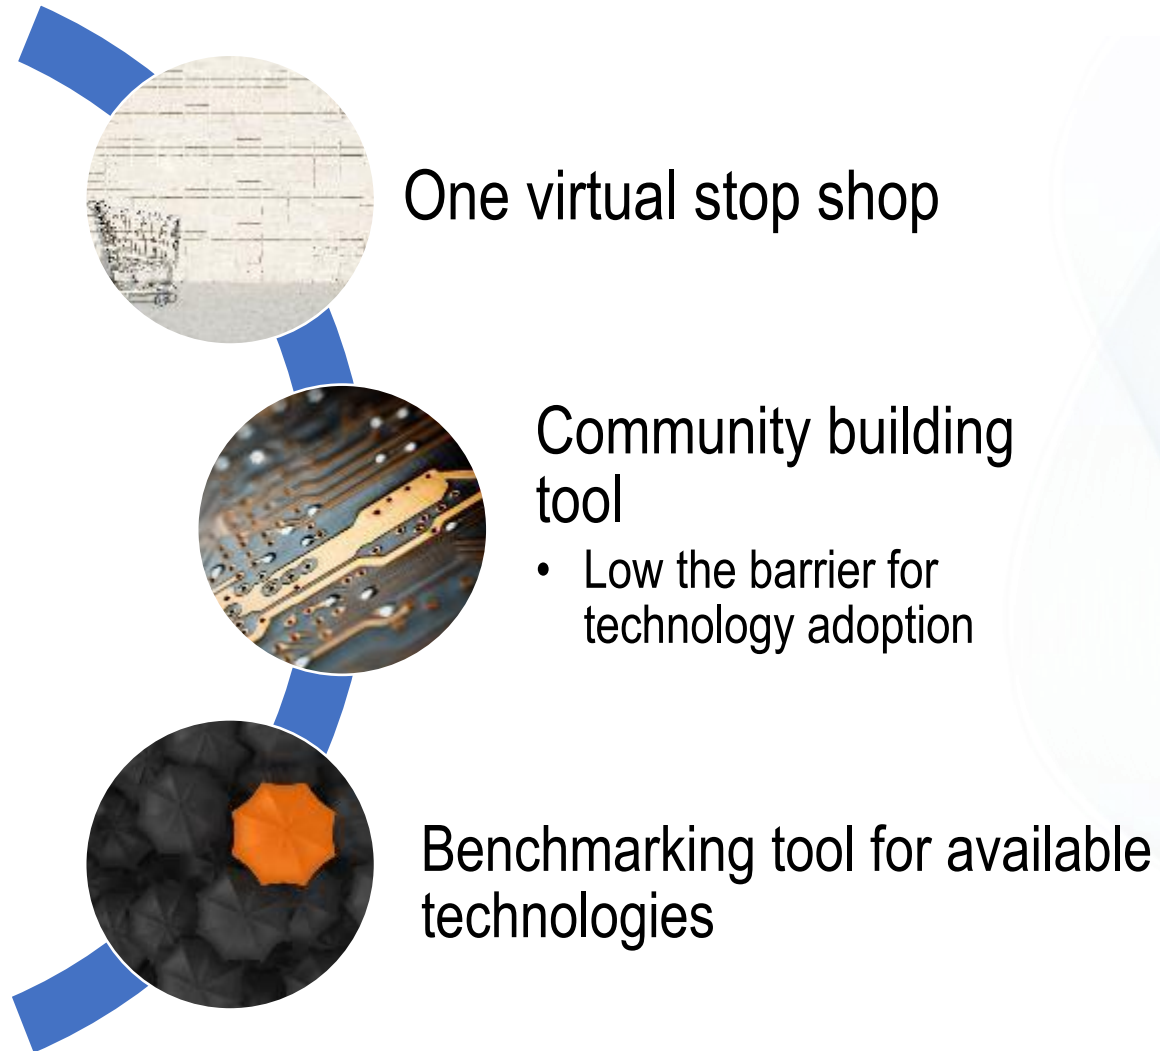 One virtual stop shop
Community building
tool
• Low the barrier for
technology adoption
Benchmarking tool for available
technologies